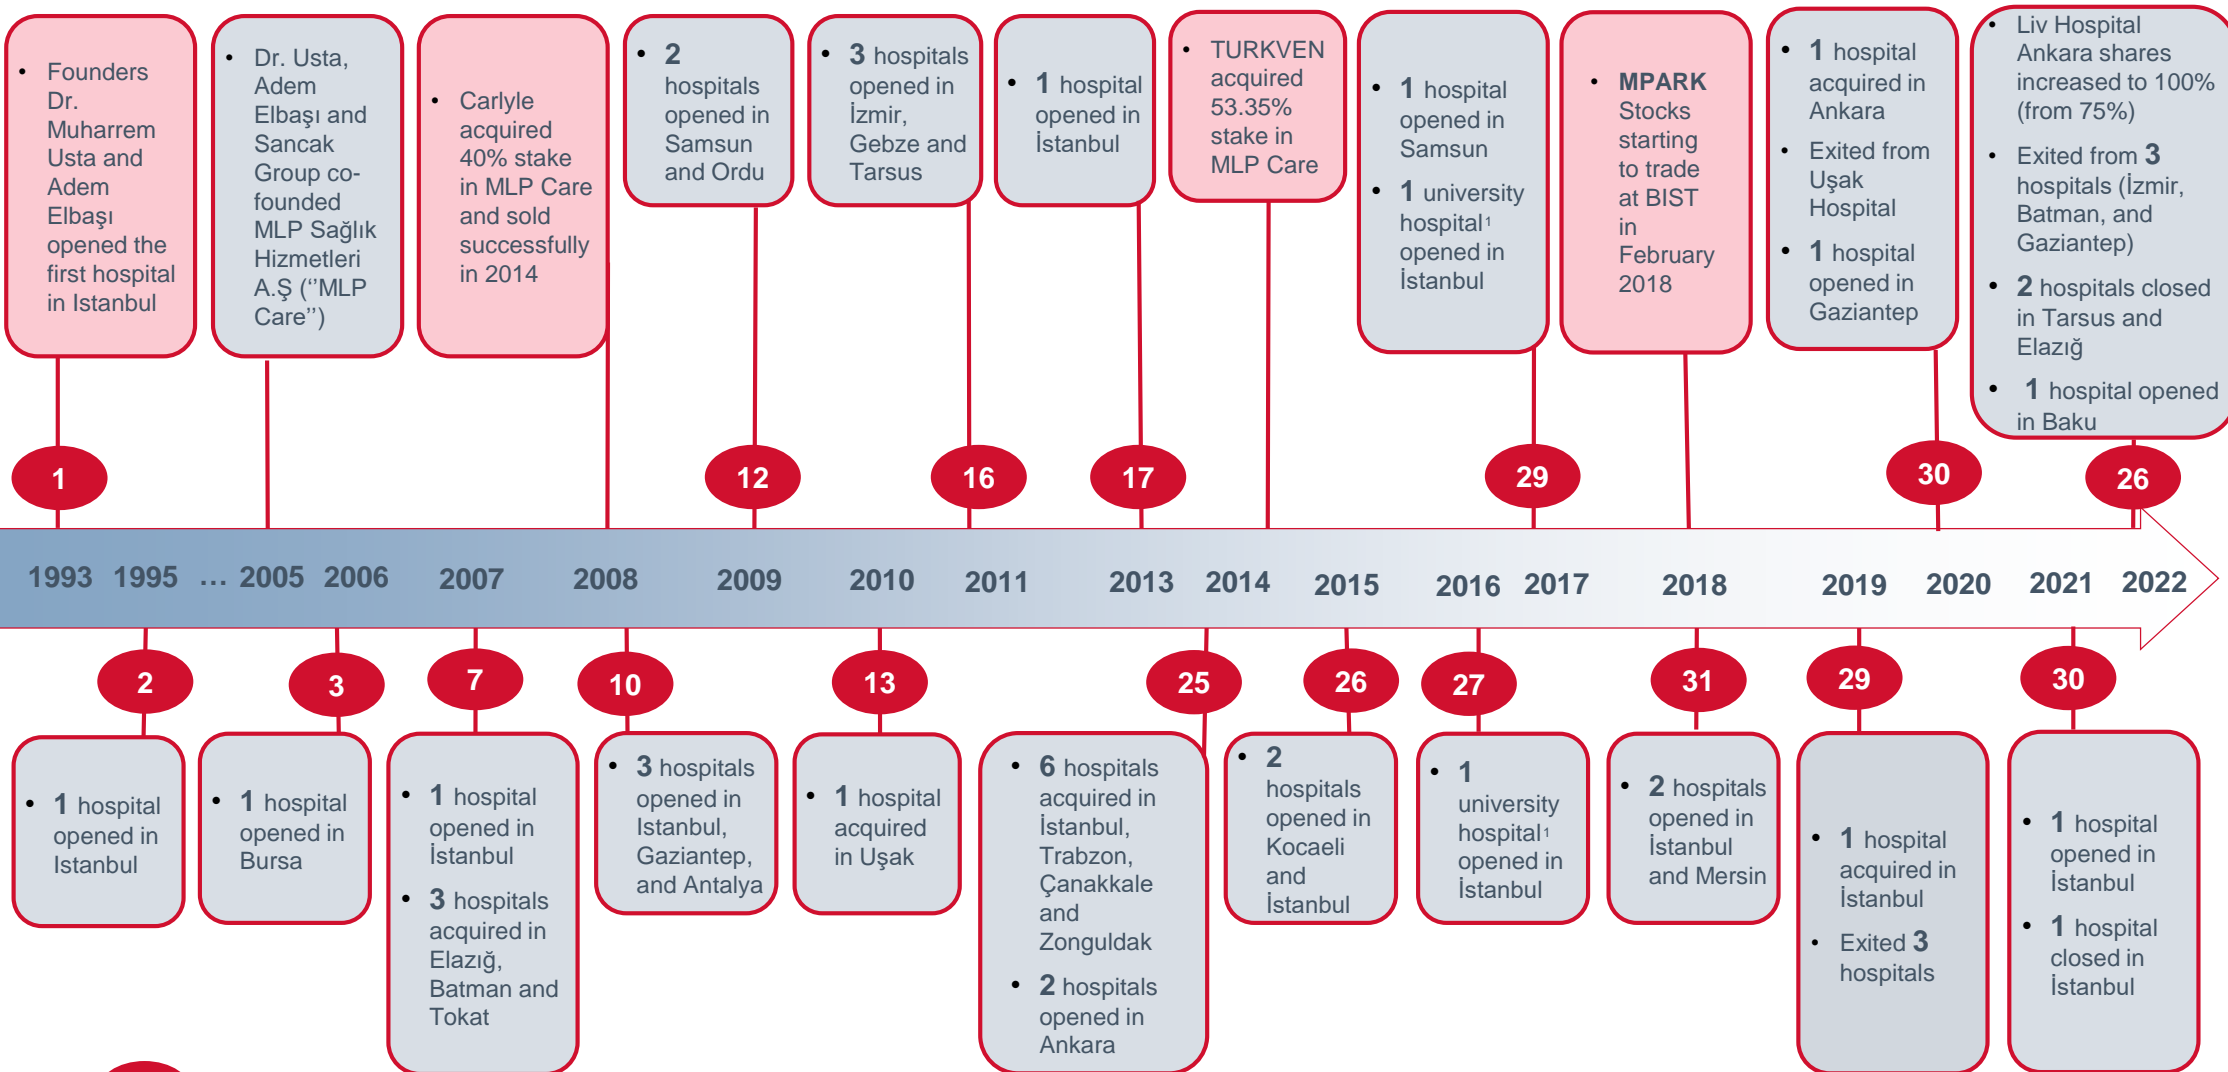 • Founders
Dr.
Muharrem
Usta and
Adem
Elbaşı
opened the
first hospital
in Istanbul
• Dr. Usta,
Adem
Elbaşı and
Sancak
Group co-
founded
MLP Sağlık
Hizmetleri
A.Ş (‘’MLP
Care’’)
• Carlyle
acquired
40% stake
in MLP Care
and sold
successfully
in 2014
• 2
hospitals
opened in
Samsun
and Ordu
• 3 hospitals
opened in
İzmir,
Gebze and
Tarsus
• 1 hospital
opened in
İstanbul
• TURKVEN
acquired
53.35%
stake in
MLP Care
• 1 hospital
opened in
Samsun
• 1 university
hospital¹
opened in
İstanbul
• MPARK
Stocks
starting
to trade
at BIST
in
February
2018
• 1 hospital
acquired in
Ankara
• Exited from
Uşak
Hospital
• 1 hospital
opened in
Gaziantep
• Liv Hospital
Ankara shares
increased to 100%
(from 75%)
• Exited from 3
hospitals (İzmir,
Batman, and
Gaziantep)
• 2 hospitals closed
in Tarsus and
Elazığ
• 1 hospital opened
in Baku
1 12 16 17 29 30 26
1993 1995 … 2005 2006 2007 2008 2009 2010 2011 2013 2014 2015 2016 2017 2018 2019 2020 2021 2022
2 3 7 10 13 25 26 27 31 29 30
• 1 hospital
opened in
Istanbul
• 1 hospital
opened in
Bursa
• 1 hospital
opened in
İstanbul
• 3 hospitals
acquired in
Elazığ,
Batman and
Tokat
• 3 hospitals
opened in
Istanbul,
Gaziantep,
and Antalya
• 1 hospital
acquired
in Uşak
• 6 hospitals
acquired in
İstanbul,
Trabzon,
Çanakkale
and
Zonguldak
• 2 hospitals
opened in
Ankara
• 2
hospitals
opened in
Kocaeli
and
İstanbul
• 1
university
hospital¹
opened in
İstanbul
• 2 hospitals
opened in
İstanbul
and Mersin
• 1 hospital
acquired in
İstanbul
• Exited 3
hospitals
• 1 hospital
opened in
İstanbul
• 1 hospital
closed in
İstanbul